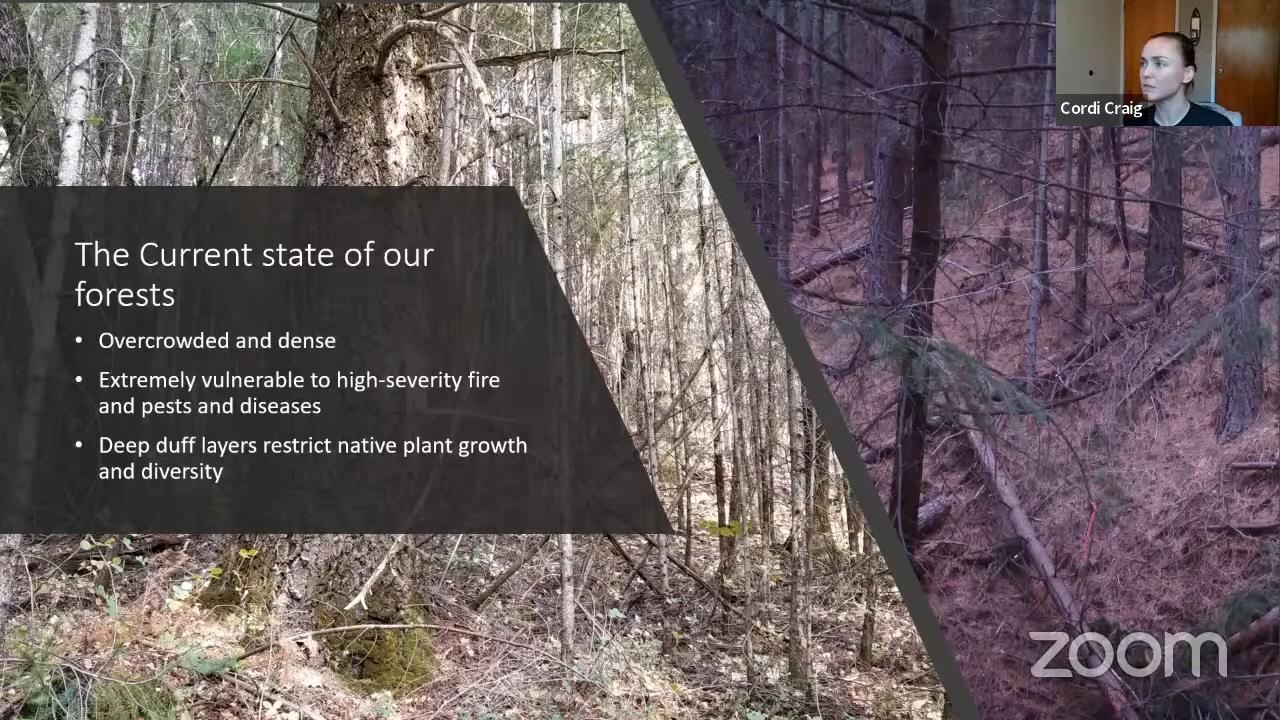 Cordi Craig
The Current state of our
forests
• Overcrowded and dense
• Extremely vulnerable to high-severity fire
and pests and diseases
• Deep duff layers restrict native plant growth
and diversity
zoom